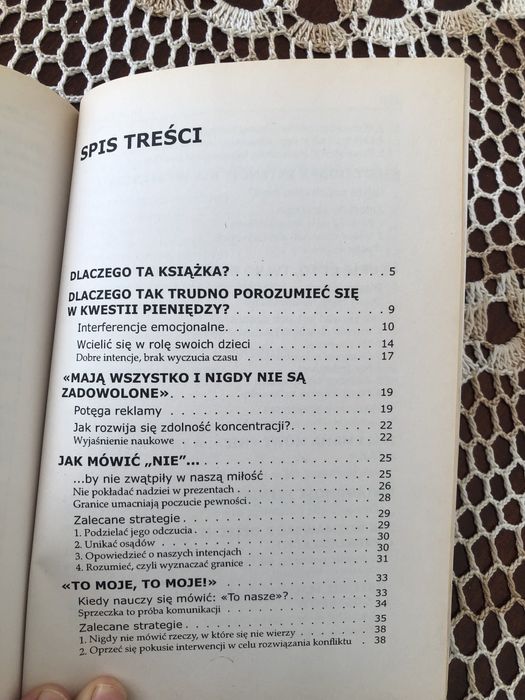 SPIS TREŚCI
DLACZEGO TA KSIĄŻKA? . . . . . . . . . . . . . . 5
DLACZEGO TAK TRUDNO POROZUMIEĆ SIĘ
W KWESTII PIENIĘDZY? . . . . . . . . . . . . . . 9
Interferencje emocjonalne. . . . . . . . . . . . . . 10
Wcielić się w rolę swoich dzieci . . . . . . . . . . . 14
Dobre intencje, brak wyczucia czasu . . . . . . . . . 17
«MAJĄ WSZYSTKO I NIGDY NIE SĄ
ZADOWOLONE». . . . . . . . . . . . . . . . . . . 19
Potęga reklamy . . . . . . . . . . . . . . . . . . 19
Jak rozwija się zdolność koncentracji?. . . . . . . . 22
Wyjaśnienie naukowe . . . . . . . . . . . . . . . . 22
JAK MÓWIĆ „NIE”... . . . . . . . . . . . . . . . . 25
...by nie zwątpiły w naszą miłość . . . . . . . . . . 25
Nie pokładać nadziei w prezentach . . . . . . . . . . 26
Granice umacniają poczucie pewności . . . . . . . . . 28
Zalecane strategie . . . . . . . . . . . . . . . . . 29
1. Podzielać jego odczucia . . . . . . . . . . . . . 29
2. Unikać osądów . . . . . . . . . . . . . . . . . . 30
3. Opowiedzieć o naszych intencjach . . . . . . . . . 30
4. Rozumieć, czyli wyznaczać granice . . . . . . . . . 31
«TO MOJE, TO MOJE!» . . . . . . . . . . . . . . . 33
Kiedy nauczy się mówić: «To nasze»? . . . . . . . . . 33
Sprzeczka to próba komunikacji . . . . . . . . . . . 34
Zalecane strategie . . . . . . . . . . . . . . . . . 35
1. Nigdy nie mówić rzeczy, w które się nie wierzy . . . 38
2. Oprzeć się pokusie interwencji w celu rozwiązania konfliktu . 38